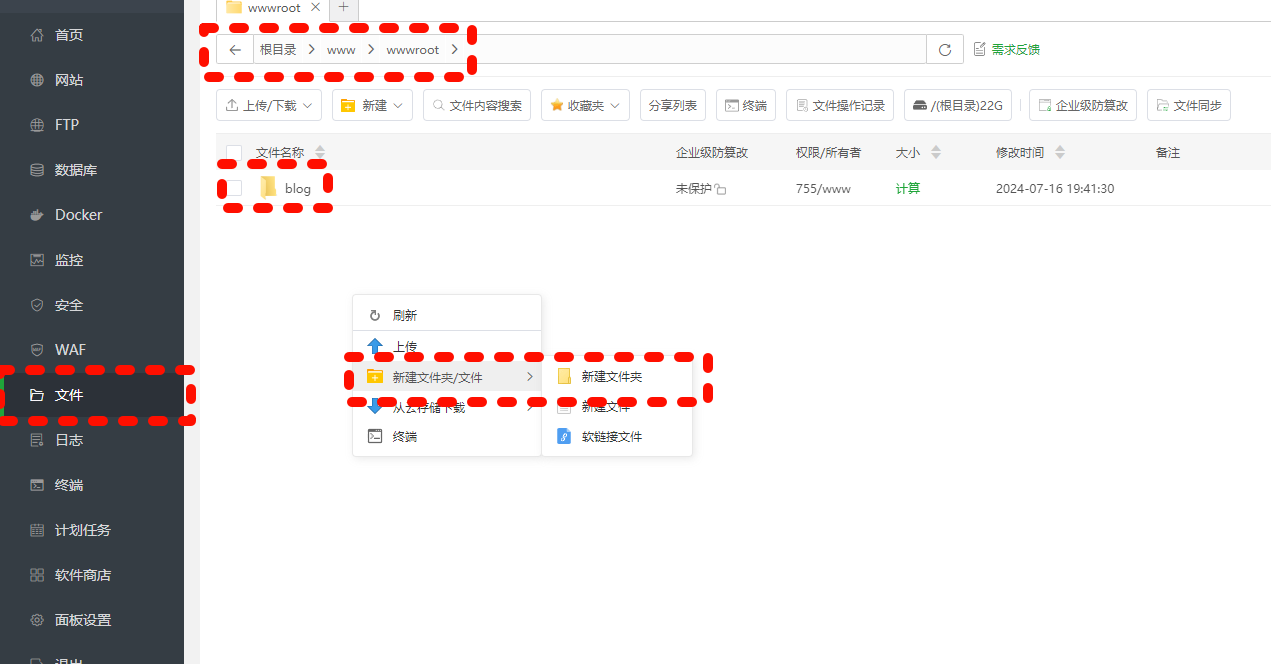 wwwroot
首页
根目录 www wwwroot 需求反馈
网站
上传/下载 新建 文件内容搜索 收藏夹 分享列表 终端 文件操作记录 /(根目录)22G 企业级防篡改 文件同步
FTP
文件名称 企业级防篡改 权限/所有者 大小 修改时间 备注
数据库
blog 未保护 755/www 计算 2024-07-16 19:41:30
Docker
监控
安全
WAF
文件
日志
终端
计划任务
软件商店
面板设置
退出
刷新
上传
新建文件夹/文件
从云存储下载
终端
新建文件夹
新建文件
软链接文件